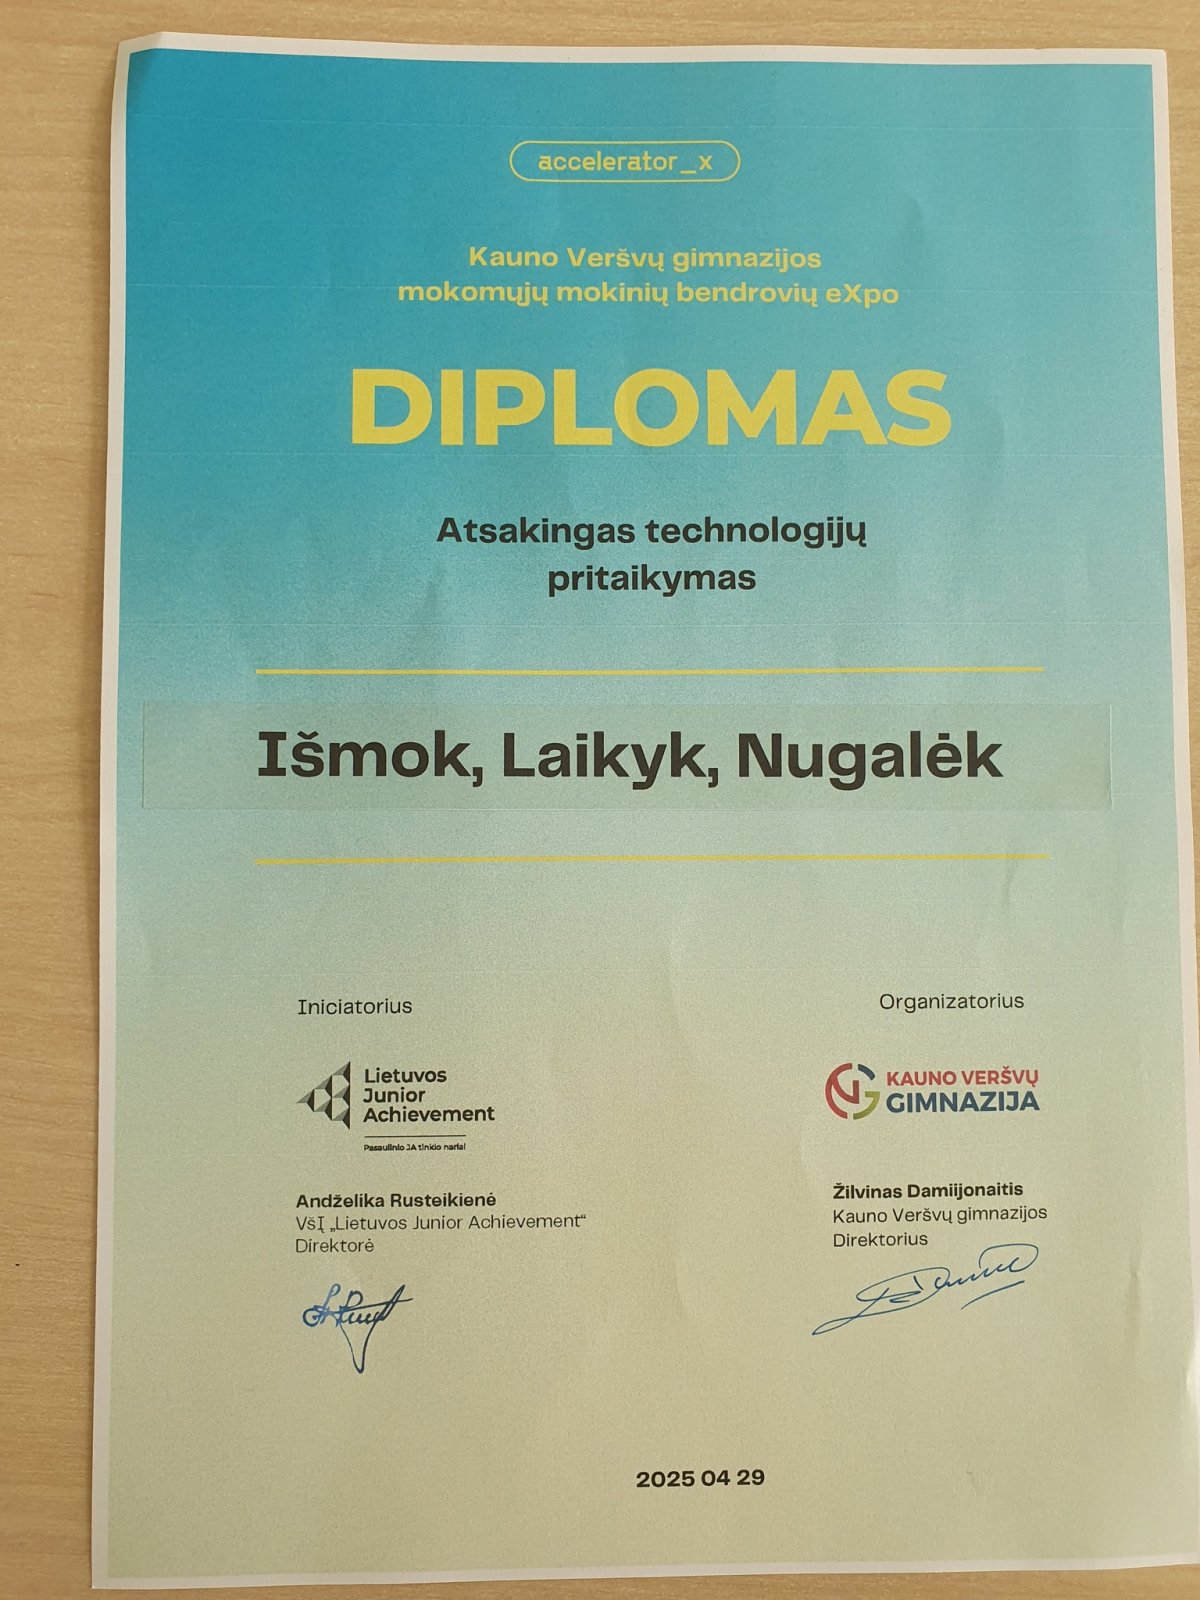 accelerator_x
Kauno Veršvų gimnazijos
mokomųjų mokinių bendrovių eXpo
DIPLOMAS
Atsakingas technologijų
pritaikymas
Išmok, Laikyk, Nugalėk
Iniciatorius
Lietuvos
Junior
Achievement
Pasaulinio JA tinklo nariai
Andželika Rusteikienė
VšĮ „Lietuvos Junior Achievement“
Direktorė
Organizatorius
KAUNO VERŠVŲ
GIMNAZIJA
Žilvinas Damiijonaitis
Kauno Veršvų gimnazijos
Direktorius
2025 04 29